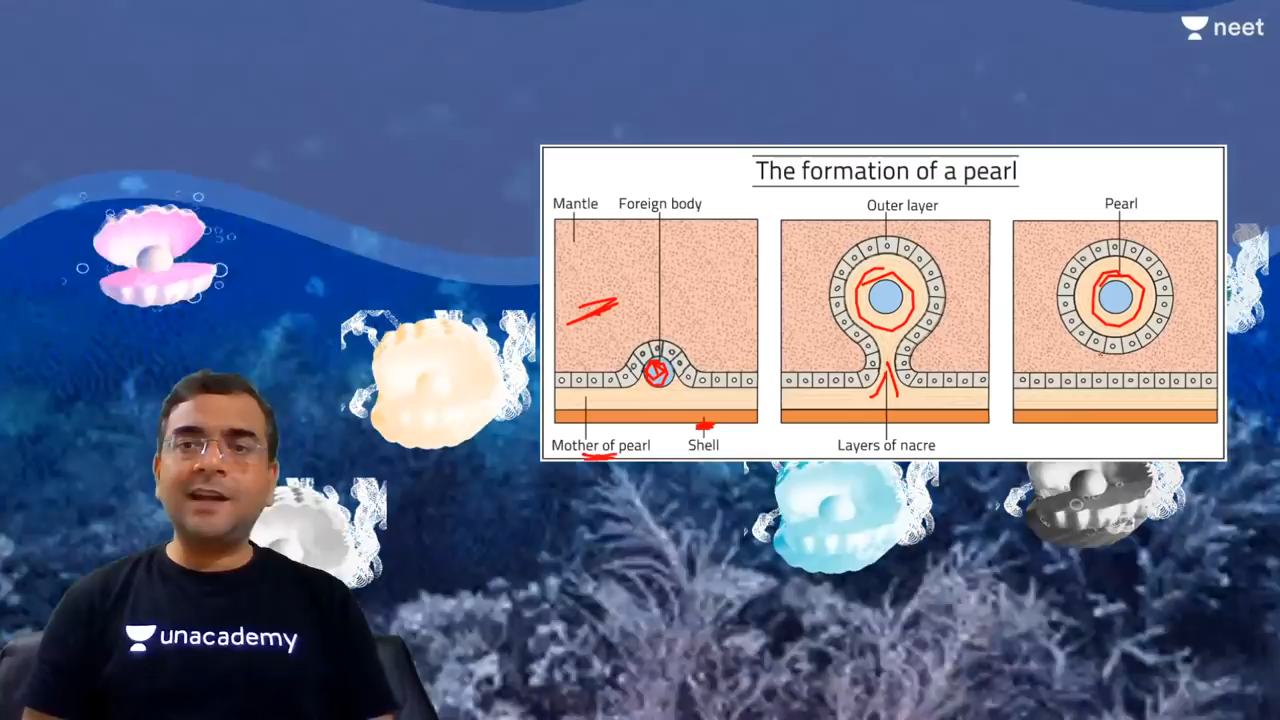 neet
The formation of a pearl
Mantle
Foreign body
Outer layer
Pearl
Mother of pearl
Shell
Layers of nacre
unacademy